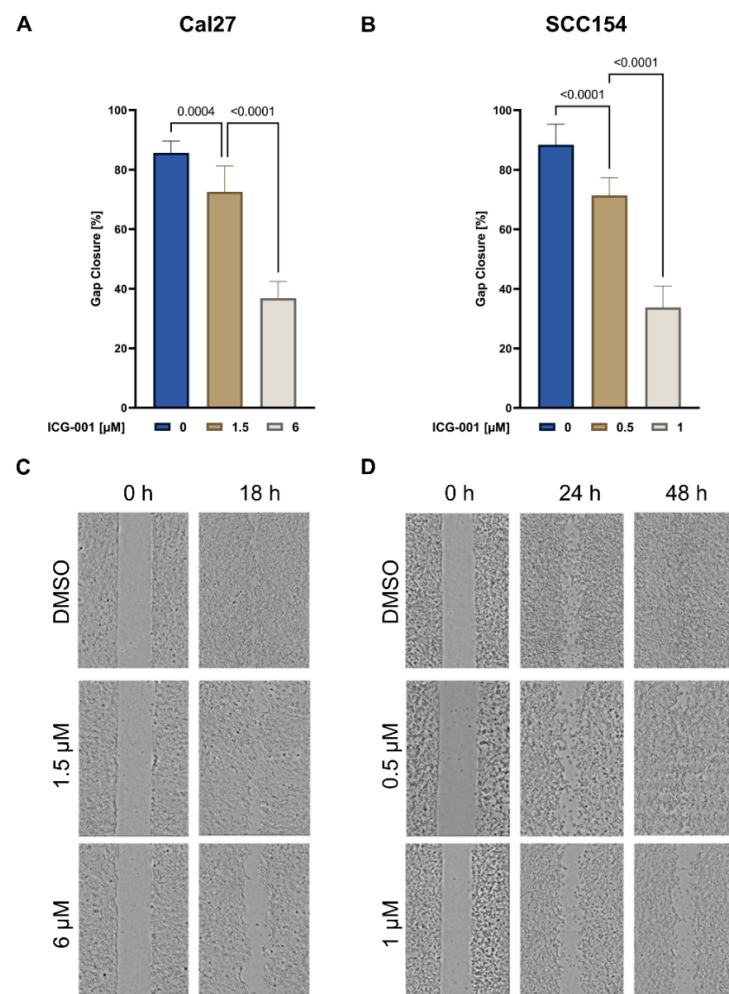 A
Cal27
0.0004
<0.0001
100
80
60
40
20
0
Gap Closure [%]
ICG-001 [µM] 0 1.5 6
B
SCC154
<0.0001
<0.0001
100
80
60
40
20
0
Gap Closure [%]
ICG-001 [µM] 0 0.5 1
C
0 h 18 h
DMSO
1.5 µM
6 µM
D
0 h 24 h 48 h
DMSO
0.5 µM
1 µM